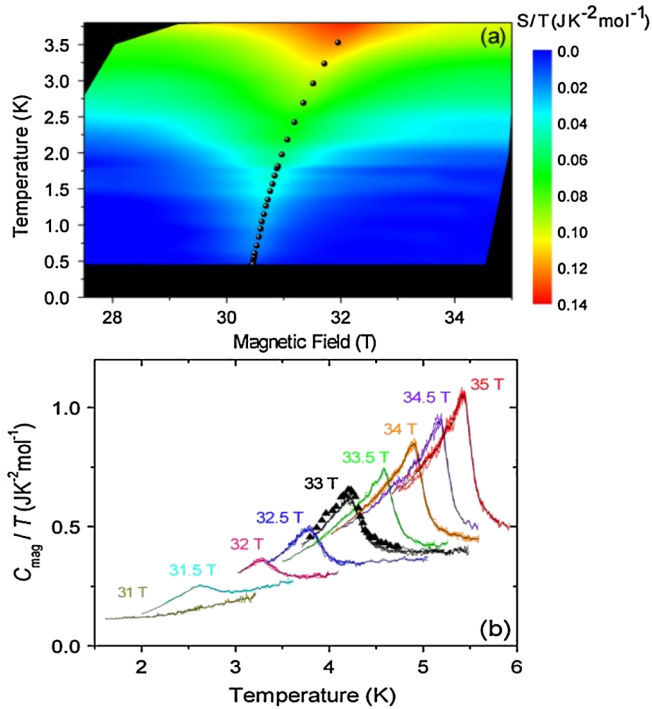 (a)
S/T (JK⁻²mol⁻¹)
3.5
3.0
2.5
2.0
1.5
1.0
0.5
0.0
Temperature (K)
28
30
32
34
Magnetic Field (T)
0.0
0.02
0.04
0.06
0.08
0.10
0.12
0.14
1.0
0.5
0.0
C_mag / T (JK⁻²mol⁻¹)
35 T
34.5 T
34 T
33.5 T
33 T
32.5 T
32 T
31.5 T
31 T
(b)
2
3
4
5
6
Temperature (K)